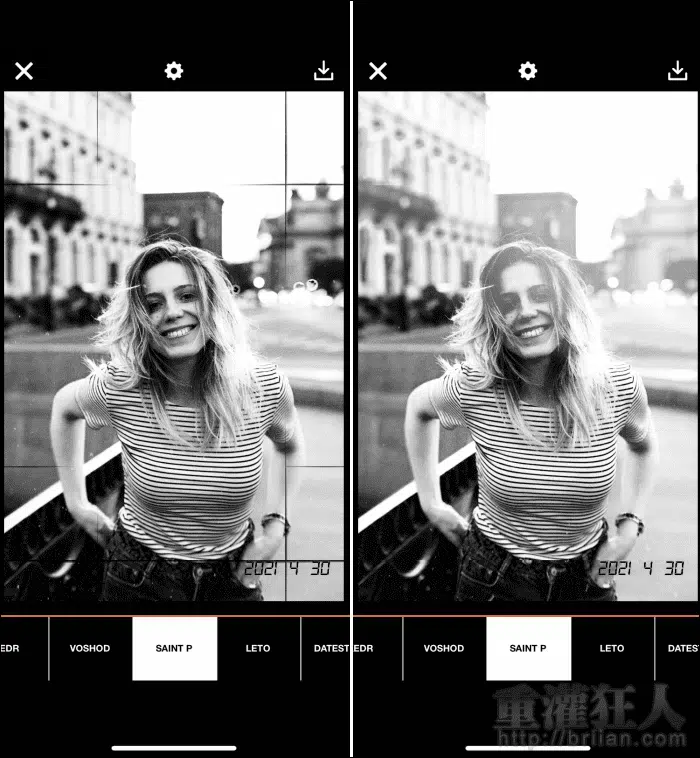 2021 4 30
2021 4 30
EDR VOSHOD SAINT P LETO DATEST
EDR VOSHOD SAINT P LETO DATES
重灌狂人
http://briian.com